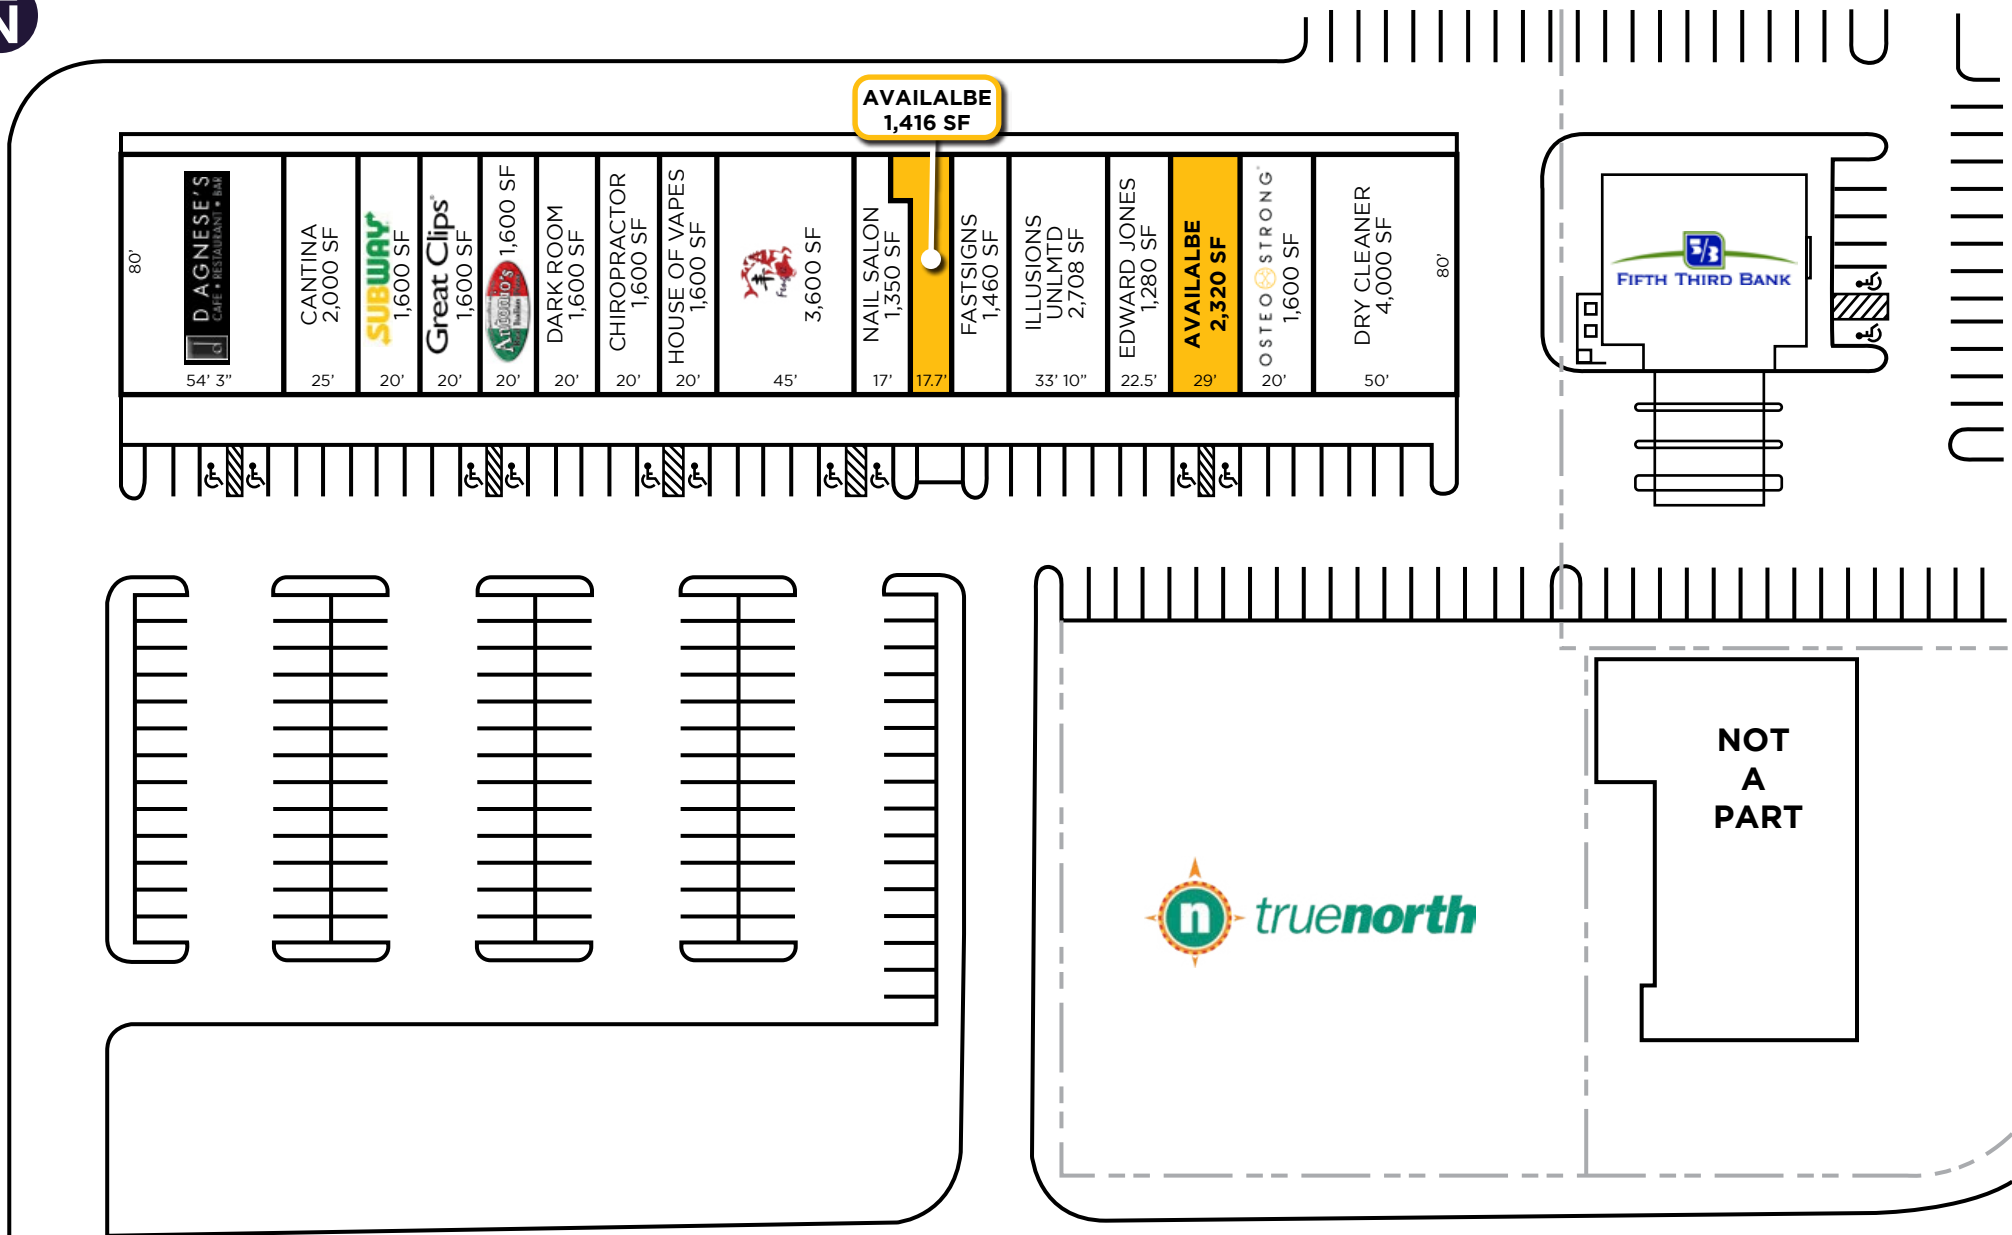 N
AVAILALBE
1,416 SF
80'
D AGNESE'S
CAFE • RESTAURANT • BAR
d
54' 3"
CANTINA
2,000 SF
25'
SUBWAY
1,600 SF
20'
Great Clips
1,600 SF
20'
Antonio's
1,600 SF
20'
DARK ROOM
1,600 SF
20'
CHIROPRACTOR
1,600 SF
20'
HOUSE OF VAPES
1,600 SF
20'
3,600 SF
45'
NAIL SALON
1,350 SF
17'
17.7'
FASTSIGNS
1,460 SF
ILLUSIONS
UNLMTD
2,708 SF
33' 10"
EDWARD JONES
1,280 SF
22.5'
AVAILALBE
2,320 SF
29'
OSTEOSTRONG
1,600 SF
20'
DRY CLEANER
4,000 SF
50'
80'
5/3
FIFTH THIRD BANK
NOT
A
PART
n truenorth